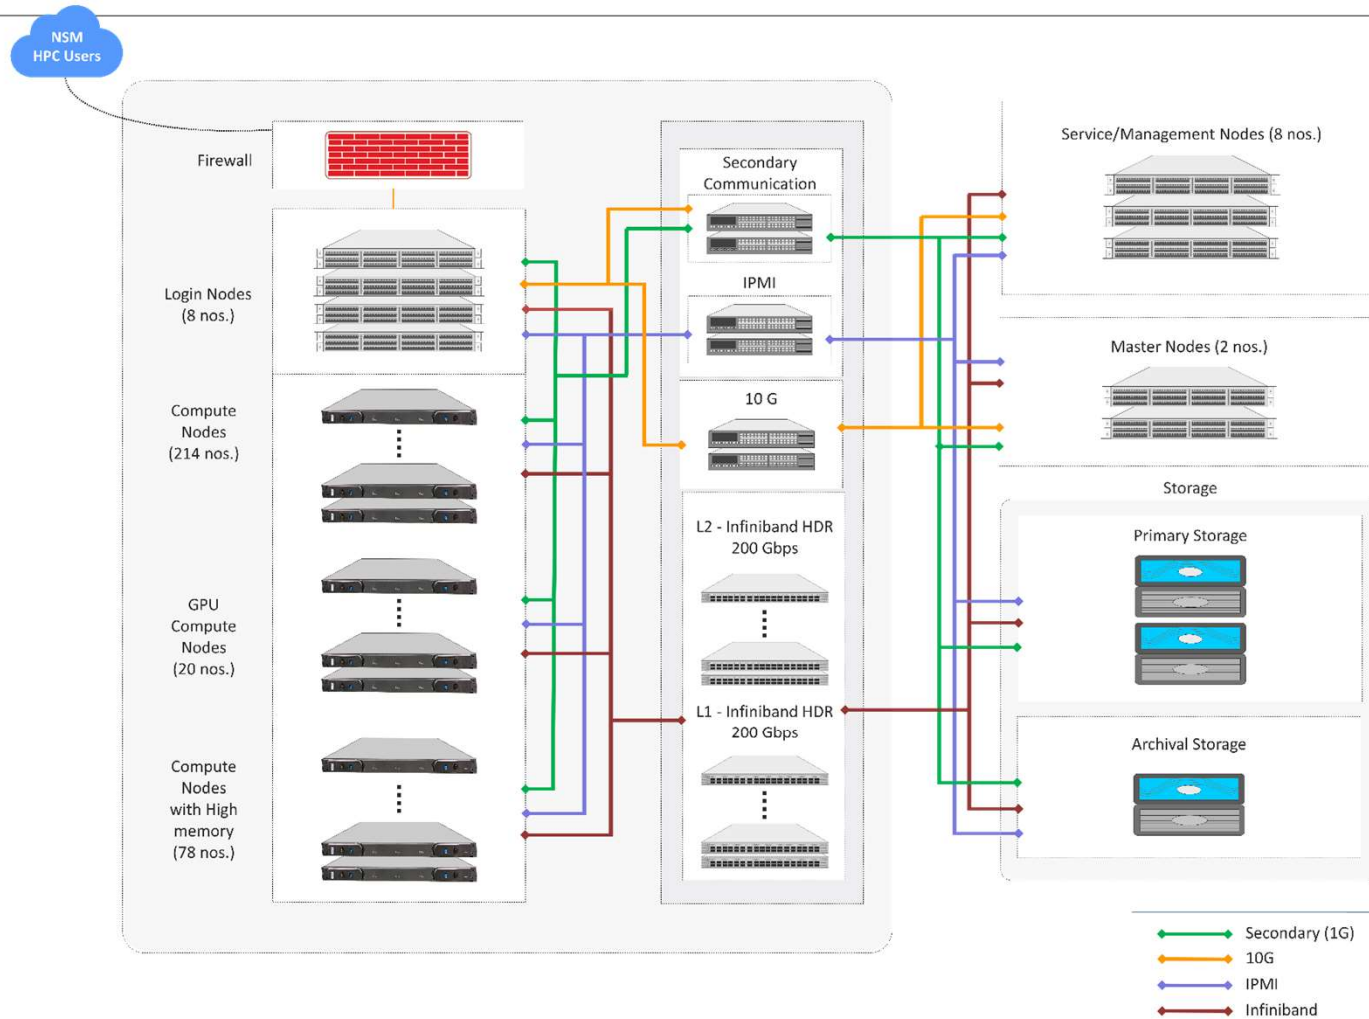 NSM
HPC Users
Firewall
Login Nodes
(8 nos.)
Compute
Nodes
(214 nos.)
GPU
Compute
Nodes
(20 nos.)
Compute
Nodes
with High
memory
(78 nos.)
Secondary
Communication
IPMI
10 G
L2 - Infiniband HDR
200 Gbps
L1 - Infiniband HDR
200 Gbps
Service/Management Nodes (8 nos.)
Master Nodes (2 nos.)
Storage
Primary Storage
Archival Storage
Secondary (1G)
10G
IPMI
Infiniband